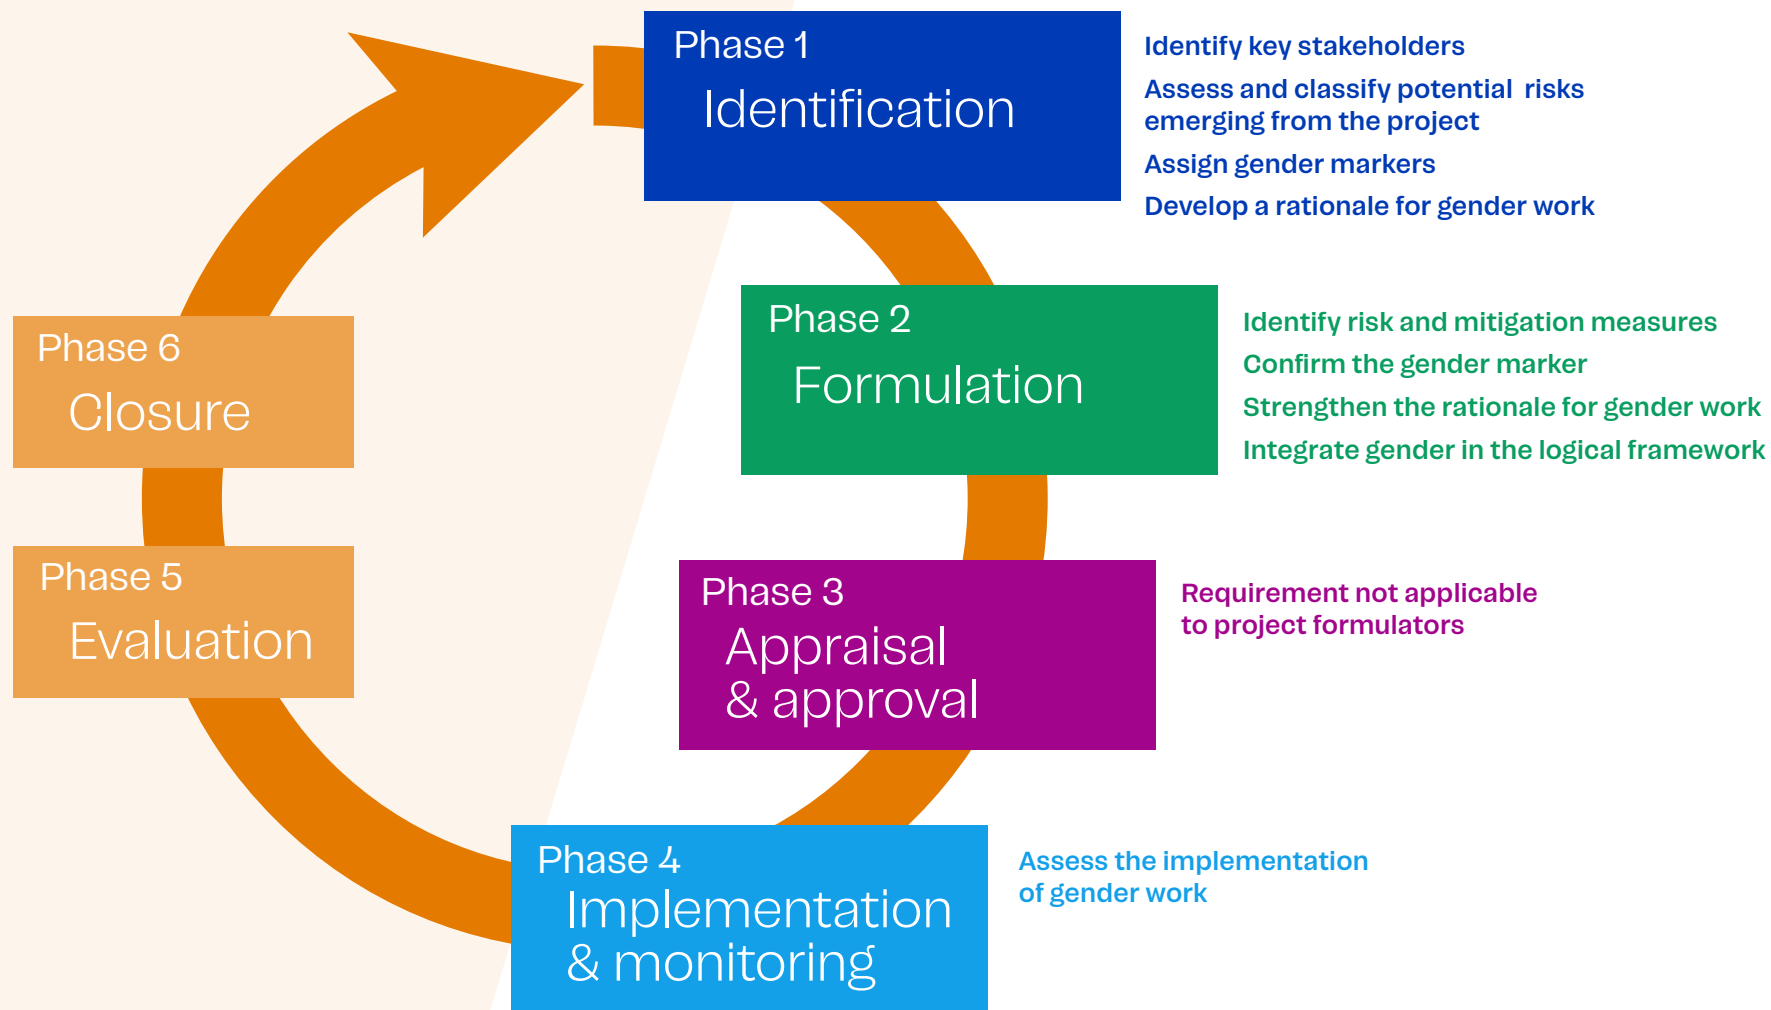 Phase 1
Identification
Identify key stakeholders
Assess and classify potential risks
emerging from the project
Assign gender markers
Develop a rationale for gender work
Phase 2
Formulation
Identify risk and mitigation measures
Confirm the gender marker
Strengthen the rationale for gender work
Integrate gender in the logical framework
Phase 3
Appraisal
& approval
Requirement not applicable
to project formulators
Phase 4
Implementation
& monitoring
Assess the implementation
of gender work
Phase 5
Evaluation
Phase 6
Closure